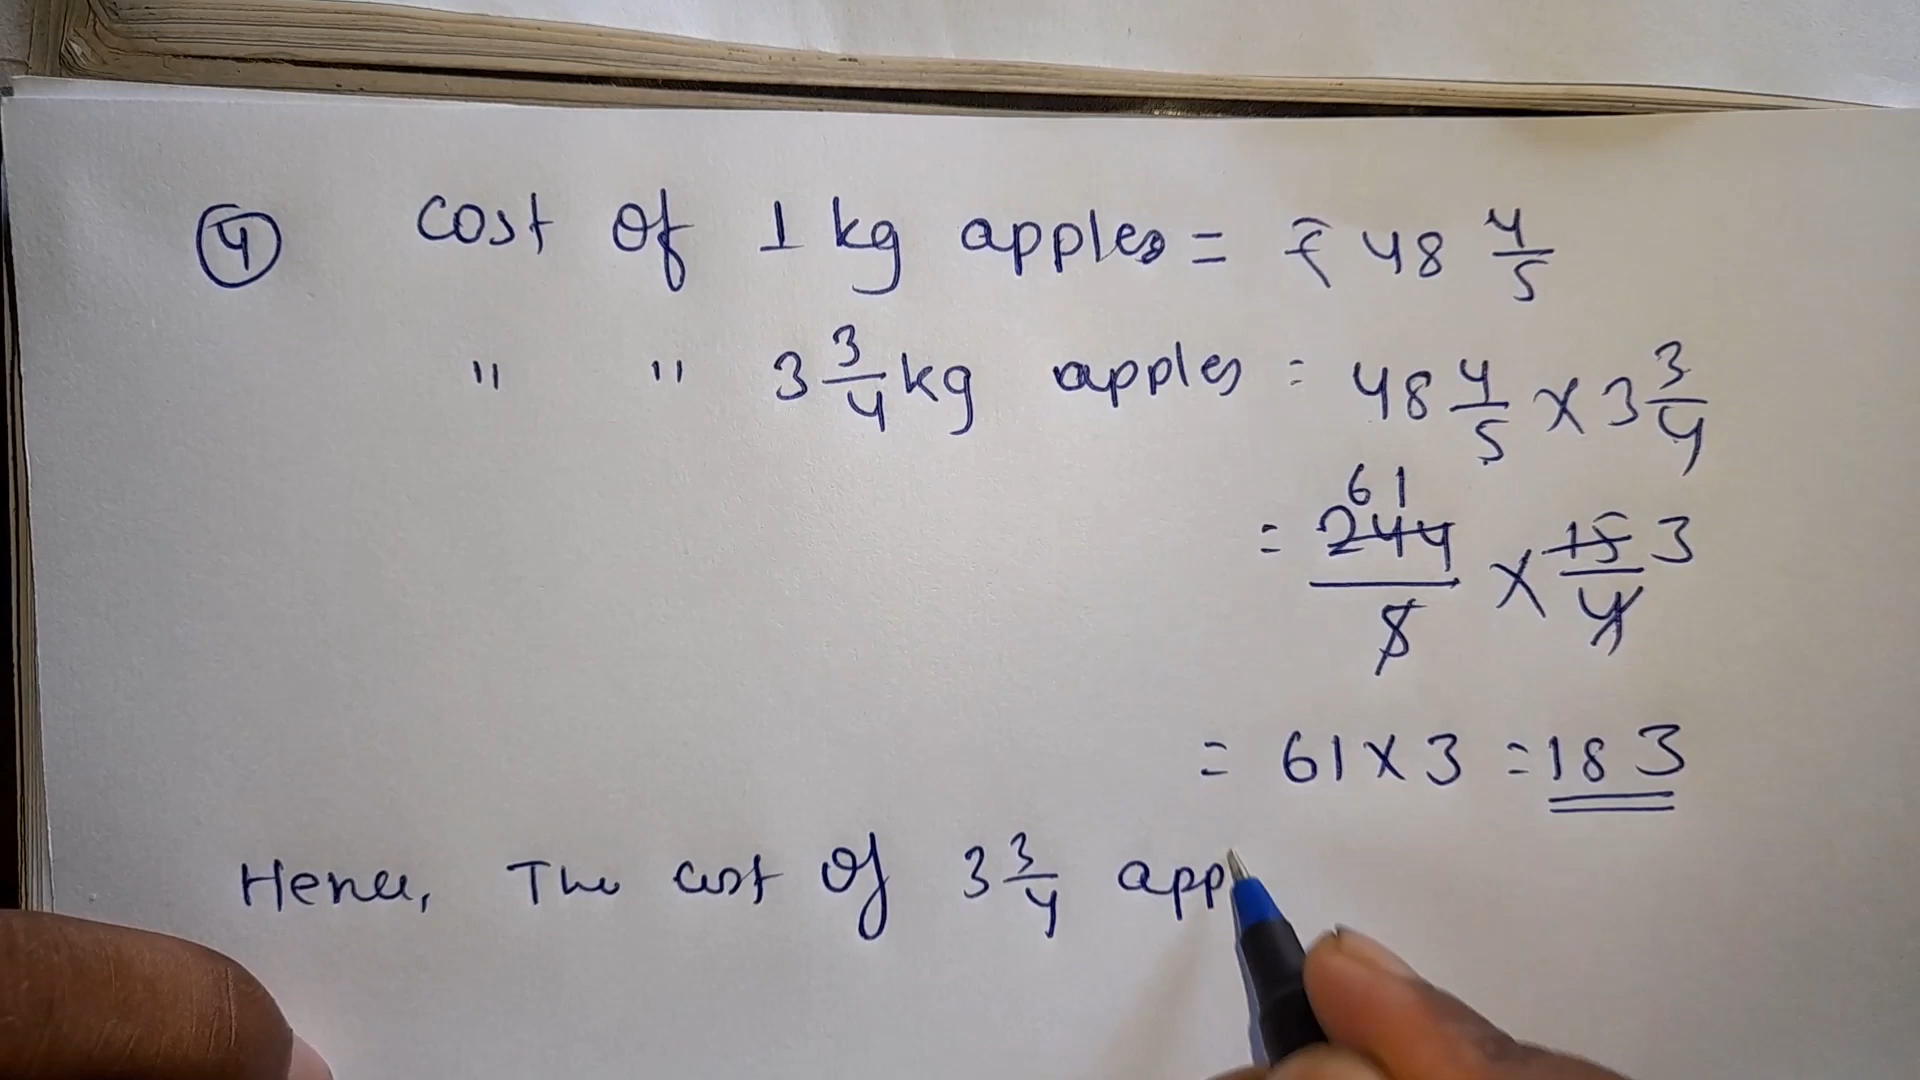 ④ cost of 1 kg apples = ₹ 48 4/5
" " 3 3/4 kg apples = 48 4/5 × 3 3/4
61
= 244/5 × 15/4 3
= 61 × 3 = 183
Hence, The cost of 3 3/4 app